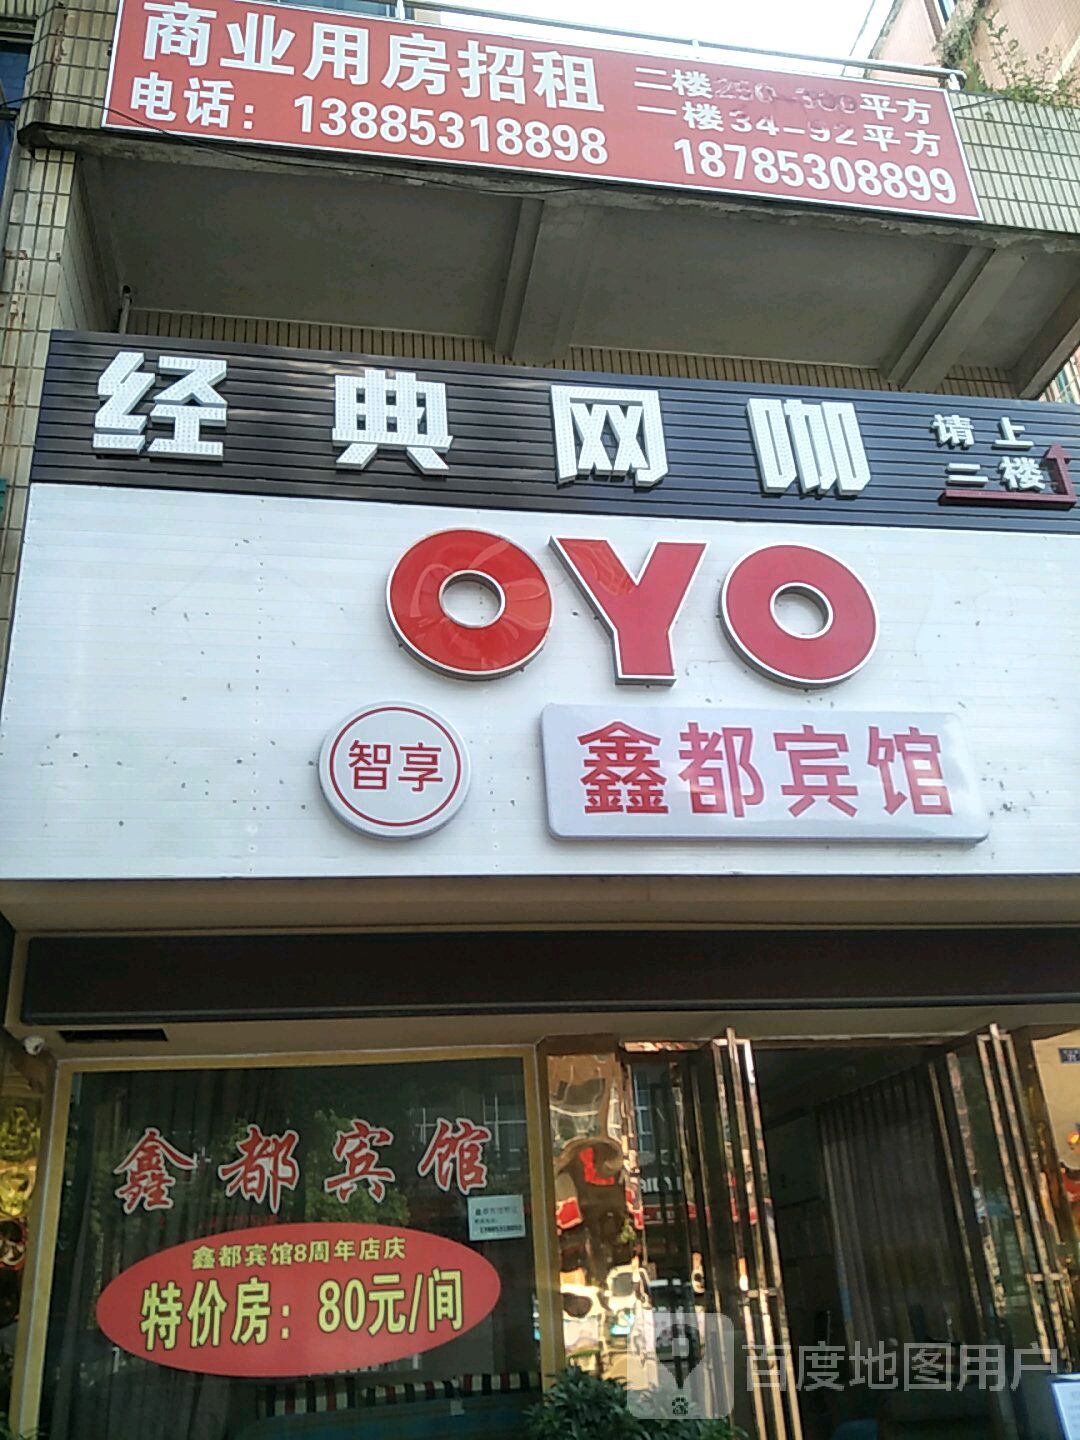 商业用房招租
二楼250-300平方
一楼34-92平方
电话：13885318898
18785308899
经典网咖
请上
二楼
OYO
智享
鑫都宾馆
鑫都宾馆
鑫都宾馆8周年店庆
特价房：80元/间
百度地图用户